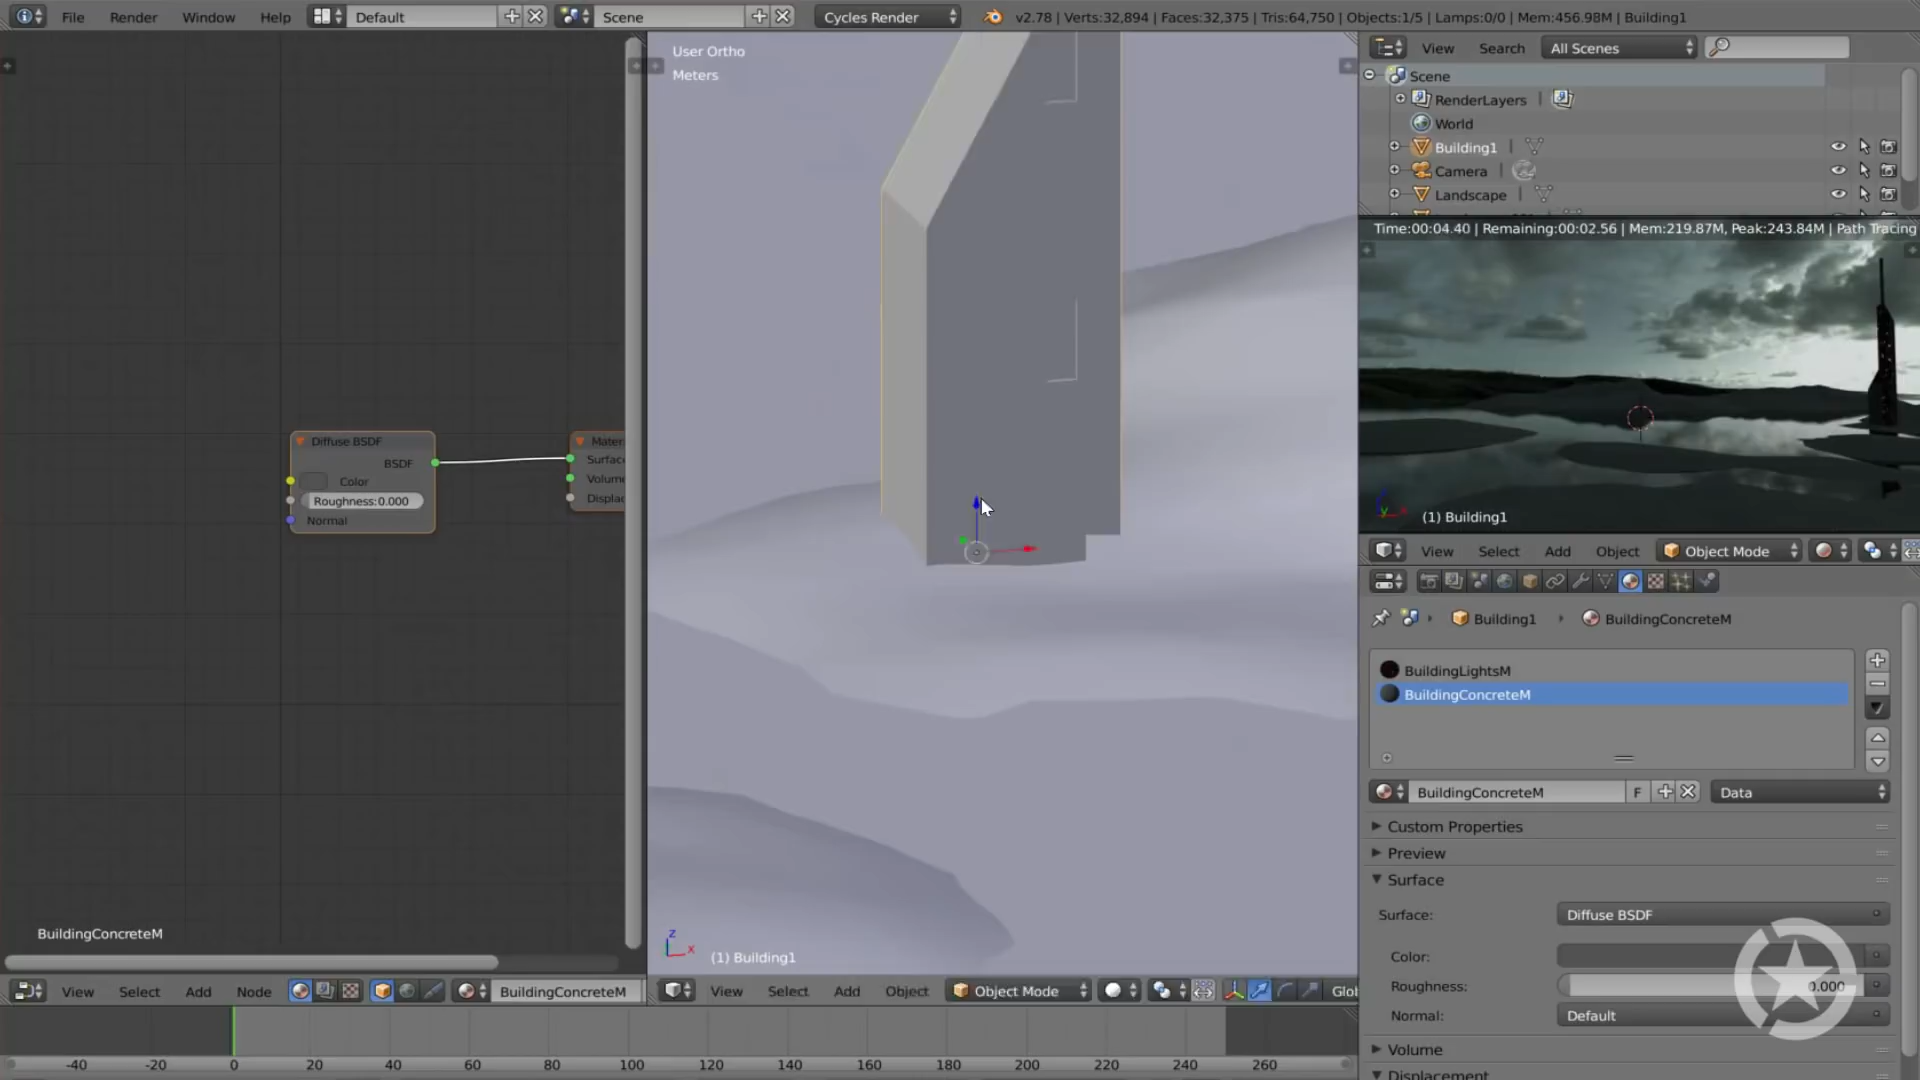 File Render Window Help Default Scene Cycles Render v2.78 | Verts:32,894 | Faces:32,375 | Tris:64,750 | Objects:1/5 | Lamps:0/0 | Mem:456.98M | Building1
User Ortho
Meters
View Search All Scenes
Scene
RenderLayers
World
Building1
Camera
Landscape
Time:00:04.40 | Remaining:00:02.56 | Mem:219.87M, Peak:243.84M | Path Tracing
(1) Building1
View Select Add Object Object Mode
Building1 BuildingConcreteM
BuildingLightsM
BuildingConcreteM
BuildingConcreteM F Data
Custom Properties
Preview
Surface
Surface: Diffuse BSDF
Color:
Roughness: 0.000
Normal: Default
Volume
Displacement
Diffuse BSDF
BSDF
Color
Roughness:0.000
Normal
Mater
Surface
Volume
Displac
BuildingConcreteM
View Select Add Node BuildingConcreteM
z
x
(1) Building1
View Select Add Object Object Mode Glob
-40 -20 0 20 40 60 80 100 120 140 160 180 200 220 240 260